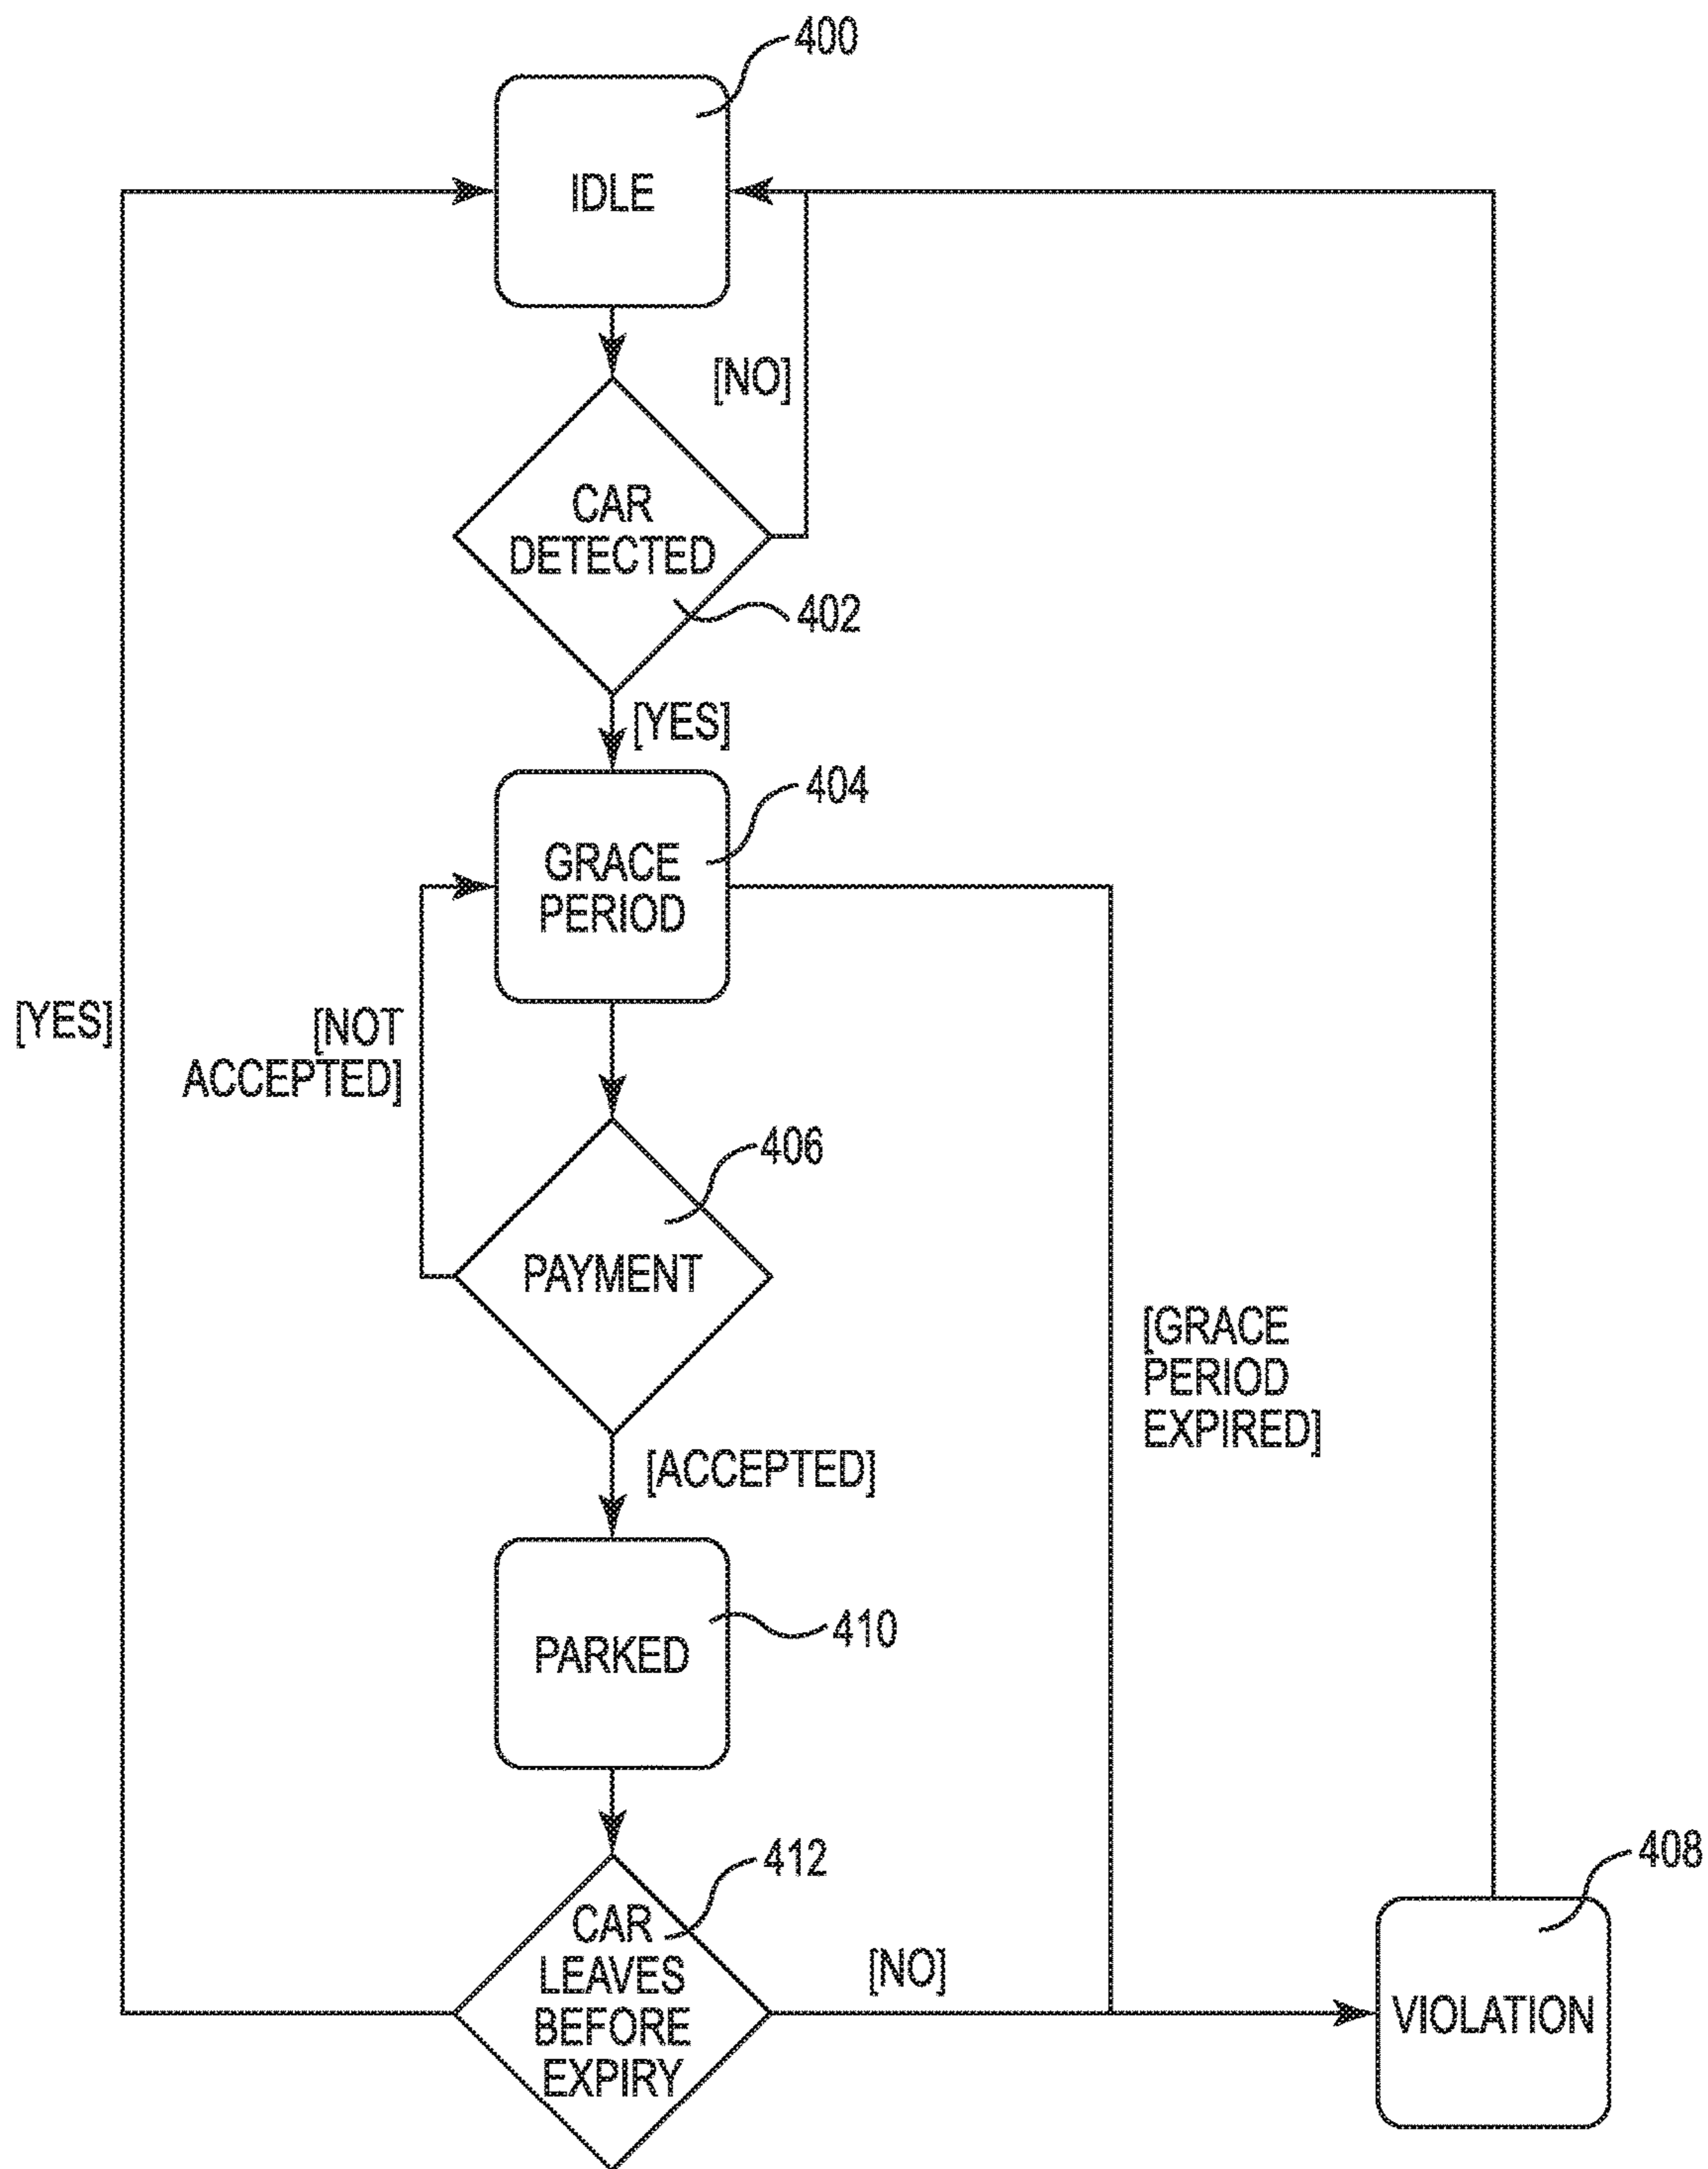 400
IDLE
[NO]
CAR
DETECTED
402
[YES]
404
GRACE
PERIOD
[YES]
[NOT
ACCEPTED]
406
PAYMENT
[GRACE
PERIOD
EXPIRED]
[ACCEPTED]
PARKED
410
412
CAR
LEAVES
BEFORE
EXPIRY
[NO]
408
VIOLATION